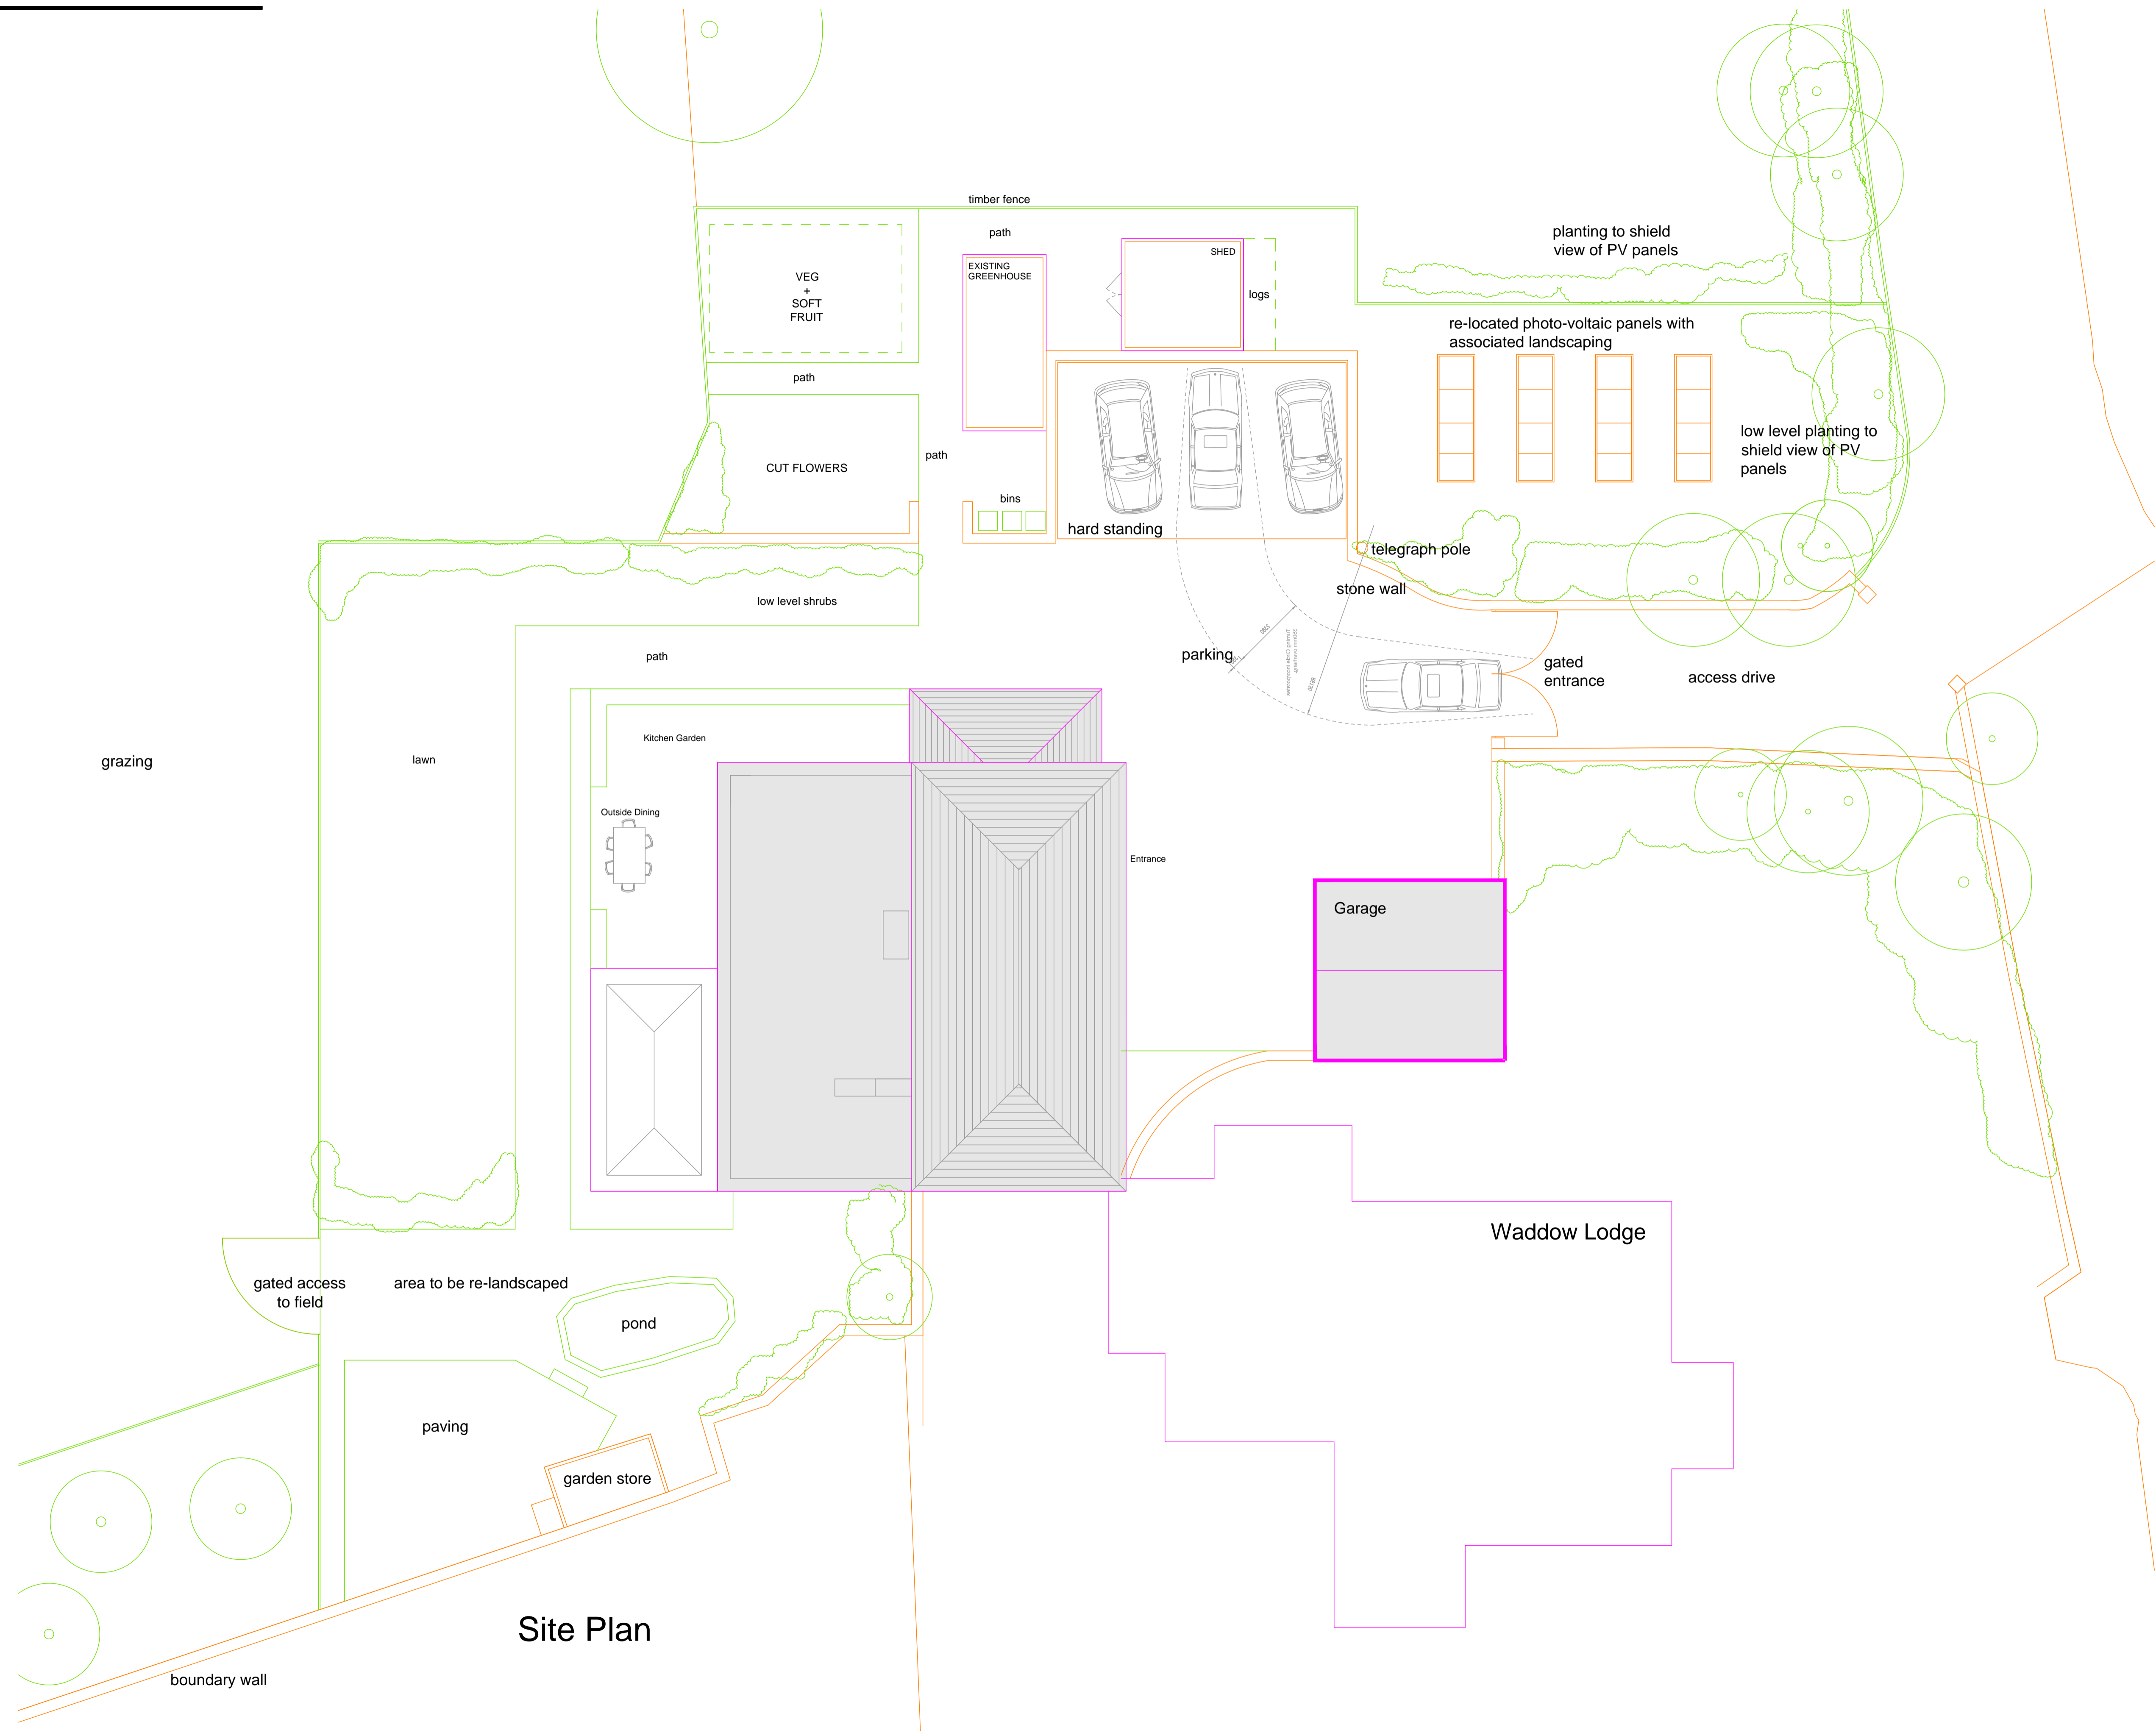 timber fence
path
planting to shield
view of PV panels
SHED
EXISTING
GREENHOUSE
VEG
+
SOFT
FRUIT
logs
re-located photo-voltaic panels with
associated landscaping
path
low level planting to
shield view of PV
panels
path
CUT FLOWERS
bins
hard standing
telegraph pole
stone wall
low level shrubs
path
parking
gated
entrance
access drive
Kitchen Garden
grazing
lawn
Outside Dining
Entrance
Garage
Waddow Lodge
gated access
to field
area to be re-landscaped
pond
paving
garden store
Site Plan
boundary wall